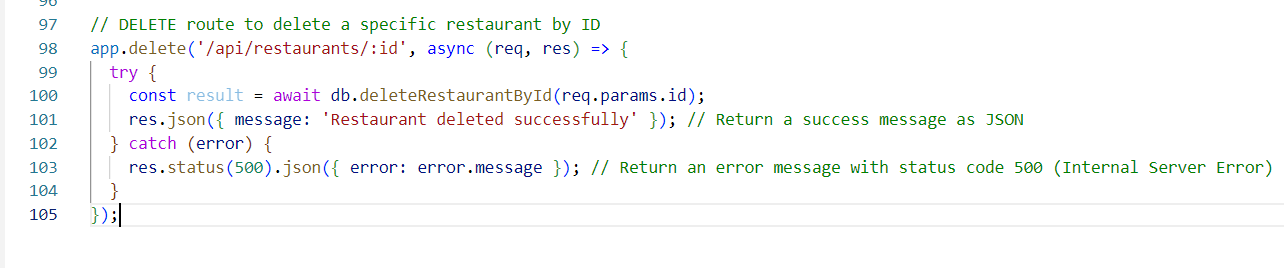 96
97 // DELETE route to delete a specific restaurant by ID
98 app.delete('/api/restaurants/:id', async (req, res) => {
99   try {
100     const result = await db.deleteRestaurantById(req.params.id);
101     res.json({ message: 'Restaurant deleted successfully' }); // Return a success message as JSON
102   } catch (error) {
103     res.status(500).json({ error: error.message }); // Return an error message with status code 500 (Internal Server Error)
104   }
105 });